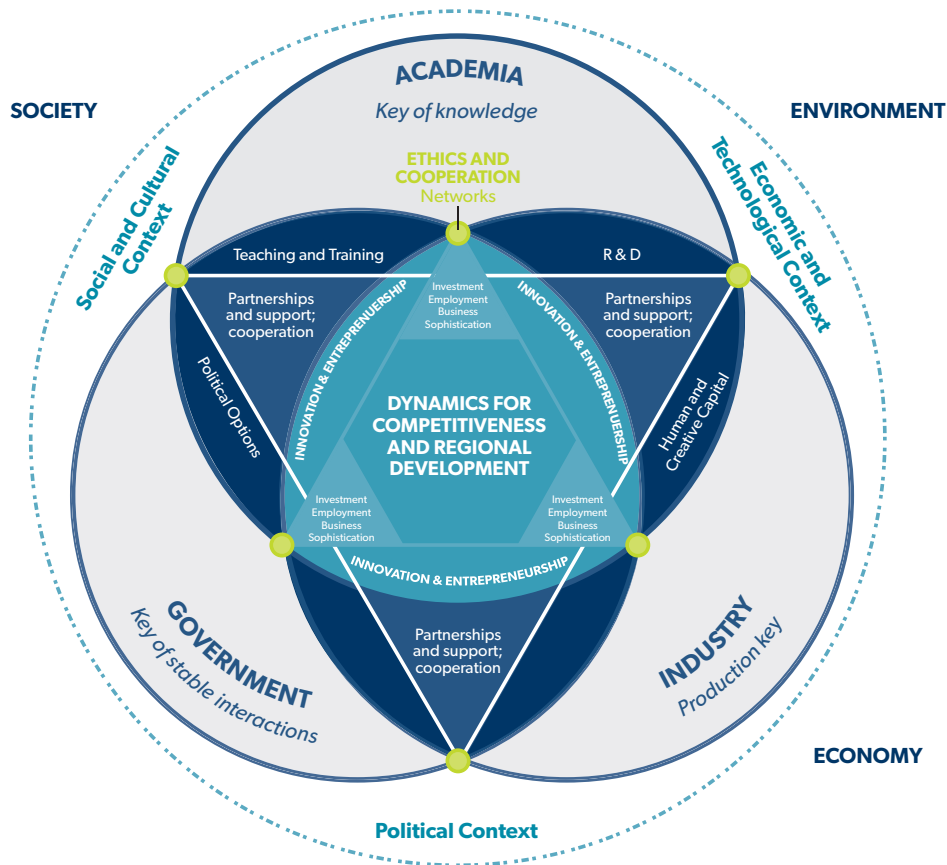 ACADEMIA
Key of knowledge
SOCIETY
ENVIRONMENT
Social and Cultural
Context
Economic and
Technological Context
ETHICS AND
COOPERATION
Networks
Teaching and Training
R & D
Partnerships
and support;
cooperation
Investment
Employment
Business
Sophistication
Partnerships
and support;
cooperation
INNOVATION & ENTREPRENUERSHIP
INNOVATION & ENTREPRENUERSHIP
Political Options
Human and
Creative Capital
DYNAMICS FOR
COMPETITIVENESS
AND REGIONAL
DEVELOPMENT
Investment
Employment
Business
Sophistication
Investment
Employment
Business
Sophistication
INNOVATION & ENTREPRENEURSHIP
Partnerships
and support;
cooperation
GOVERNMENT
Key of stable interactions
INDUSTRY
Production key
ECONOMY
Political Context